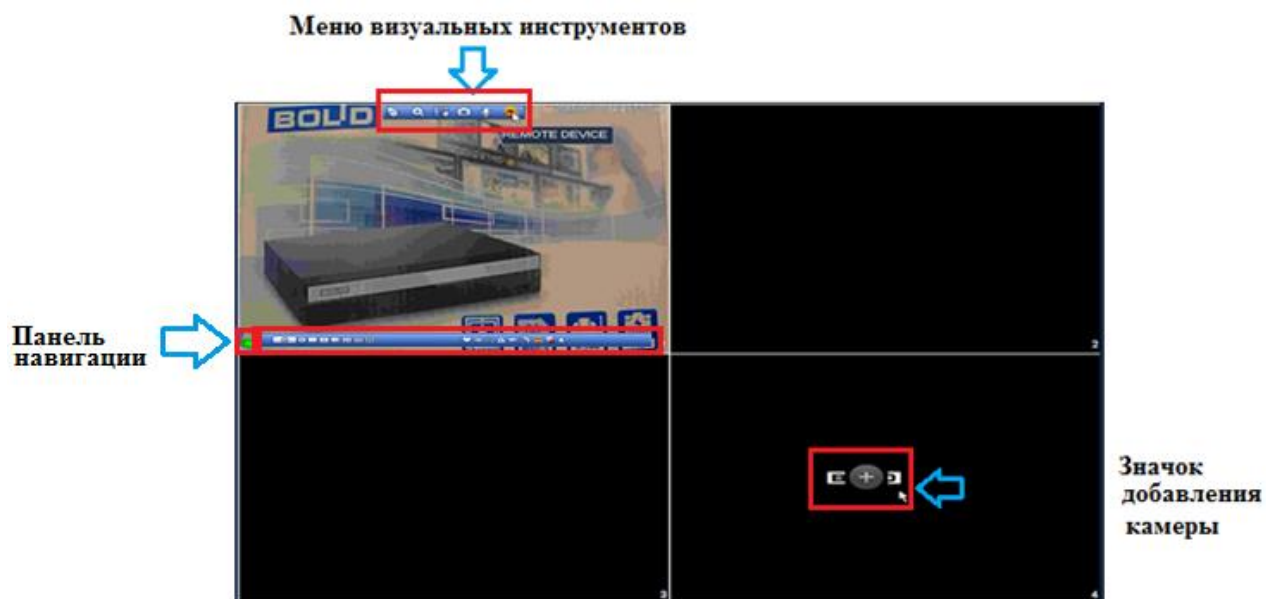 Меню визуальных инструментов
BOLID
REMOTE DEVICE
Панель
навигации
2
Значок
добавления
камеры
3
4